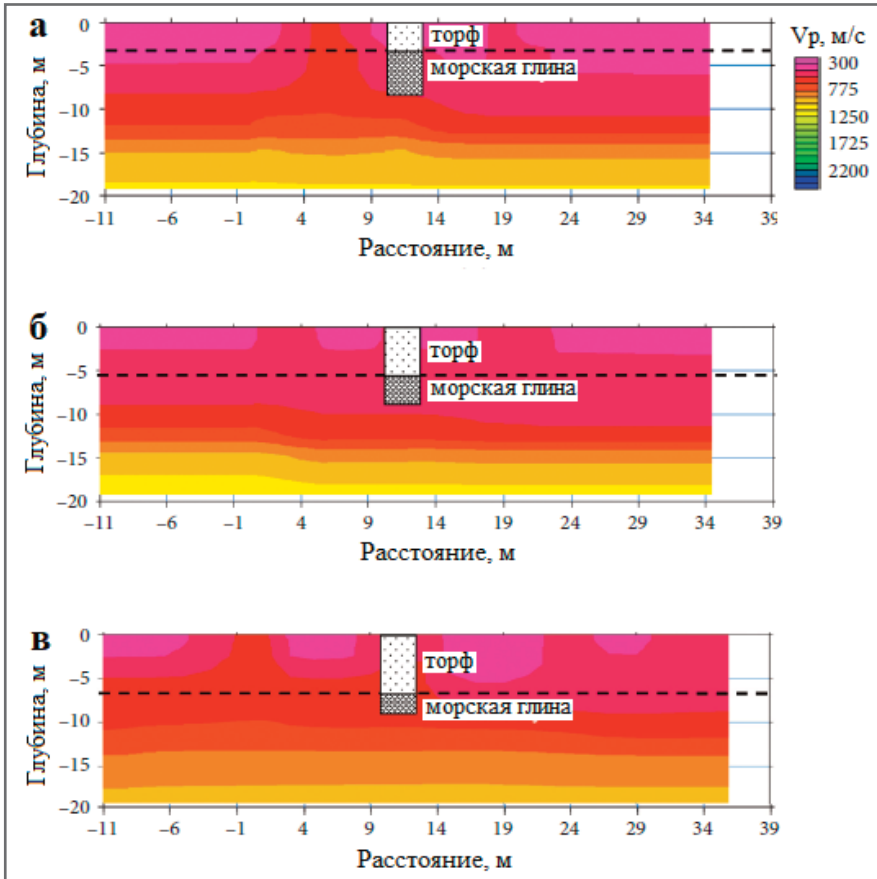 а
Vp, м/с
300
775
1250
1725
2200
0
−5
−10
−15
−20
Глубина, м
торф
морская глина
−11 −6 −1 4 9 14 19 24 29 34 39
Расстояние, м
б
0
−5
−10
−15
−20
Глубина, м
торф
морская глина
−11 −6 −1 4 9 14 19 24 29 34 39
Расстояние, м
в
0
−5
−10
−15
−20
Глубина, м
торф
морская глина
−11 −6 −1 4 9 14 19 24 29 34 39
Расстояние, м